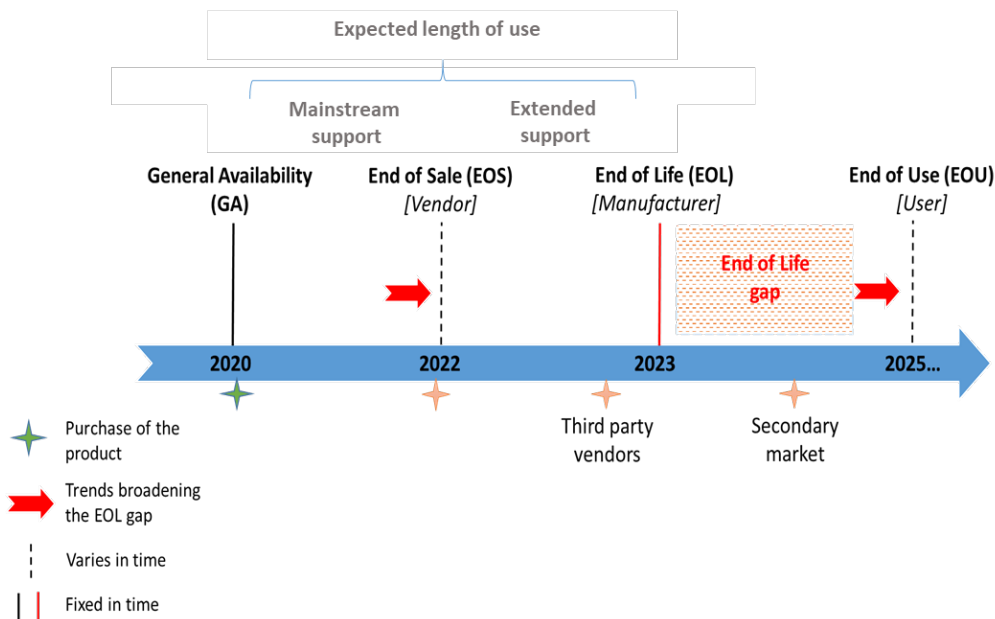 Expected length of use
Mainstream
support
Extended
support
General Availability
(GA)
End of Sale (EOS)
[Vendor]
End of Life (EOL)
[Manufacturer]
End of Use (EOU)
[User]
End of Life
gap
2020
2022
2023
2025...
Third party
vendors
Secondary
market
Purchase of the
product
Trends broadening
the EOL gap
Varies in time
Fixed in time